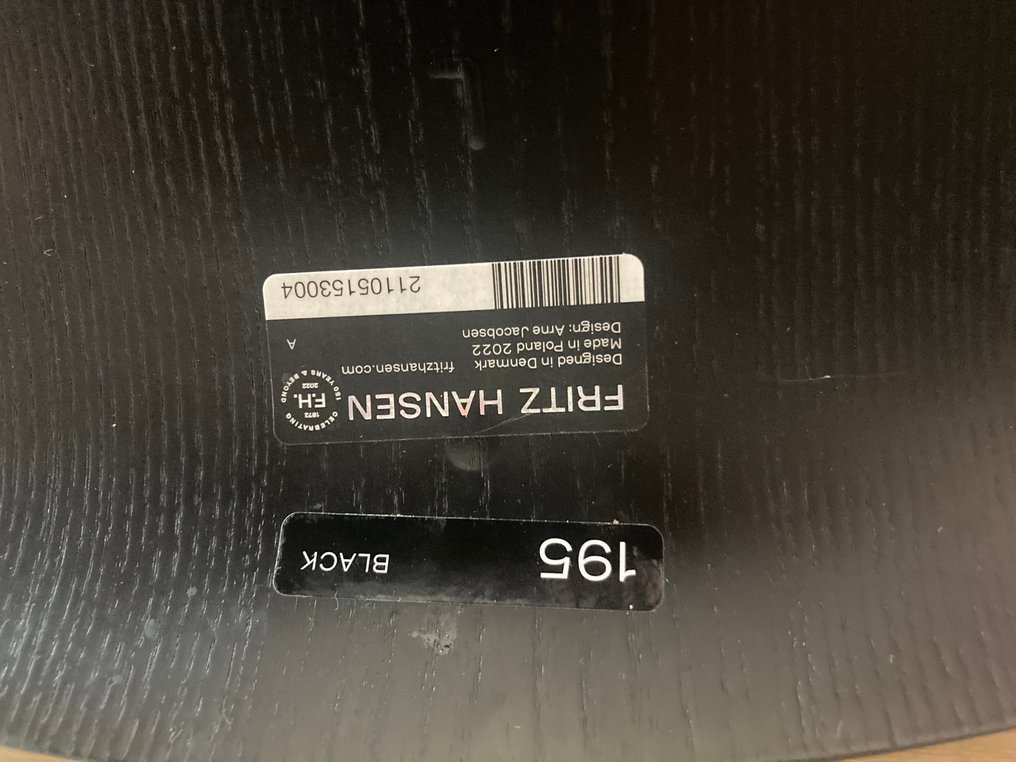 195 BLACK
FRITZ HANSEN
CELEBRATING
1872
F.H.
2022
150 YEARS & BEYOND
Designed in Denmark fritzhansen.com
Made in Poland 2022
Design: Arne Jacobsen
A
21105153004